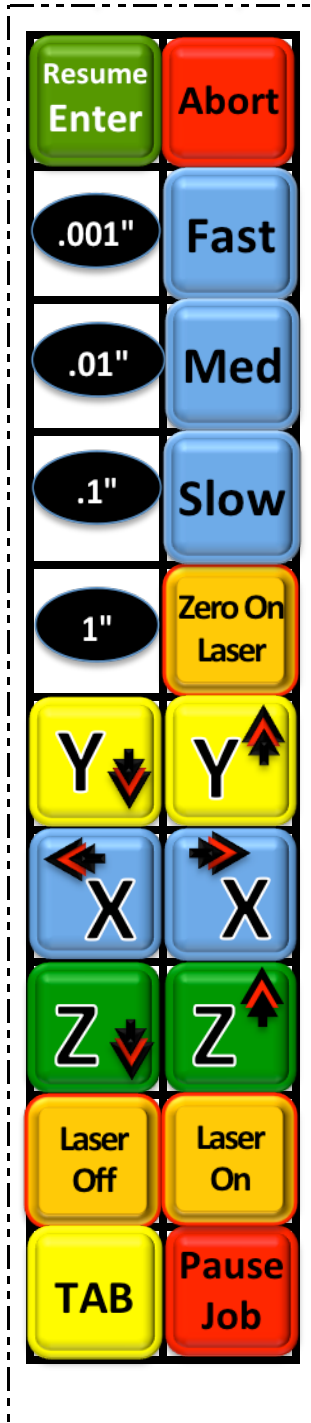 Resume
Enter
Abort
.001"
Fast
.01"
Med
.1"
Slow
1"
Zero On
Laser
Y
Y
X
X
Z
Z
Laser
Off
Laser
On
TAB
Pause
Job